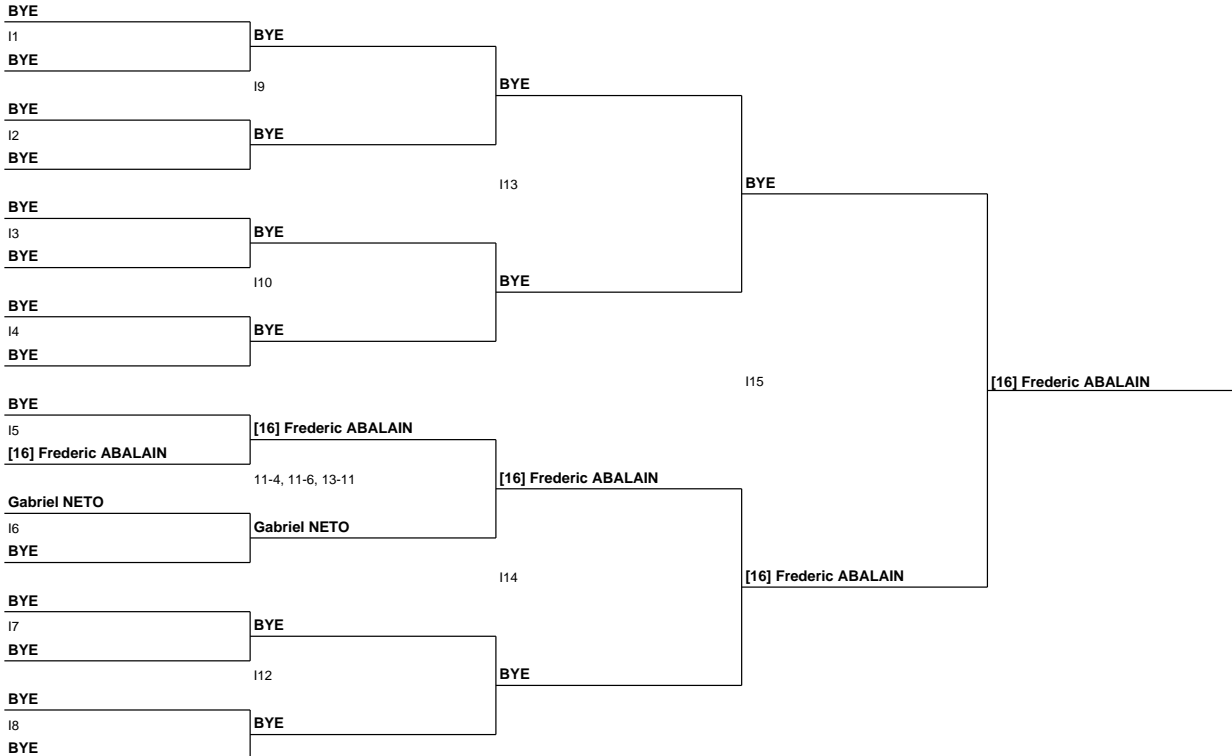 BYE
I1
BYE
BYE
I9
BYE
BYE
I2
BYE
BYE
I13
BYE
BYE
I3
BYE
BYE
I10
BYE
BYE
I4
BYE
BYE
I15
[16] Frederic ABALAIN
BYE
I5
[16] Frederic ABALAIN
[16] Frederic ABALAIN
11-4, 11-6, 13-11
[16] Frederic ABALAIN
Gabriel NETO
I6
Gabriel NETO
BYE
I14
[16] Frederic ABALAIN
BYE
I7
BYE
BYE
I12
BYE
BYE
I8
BYE
BYE